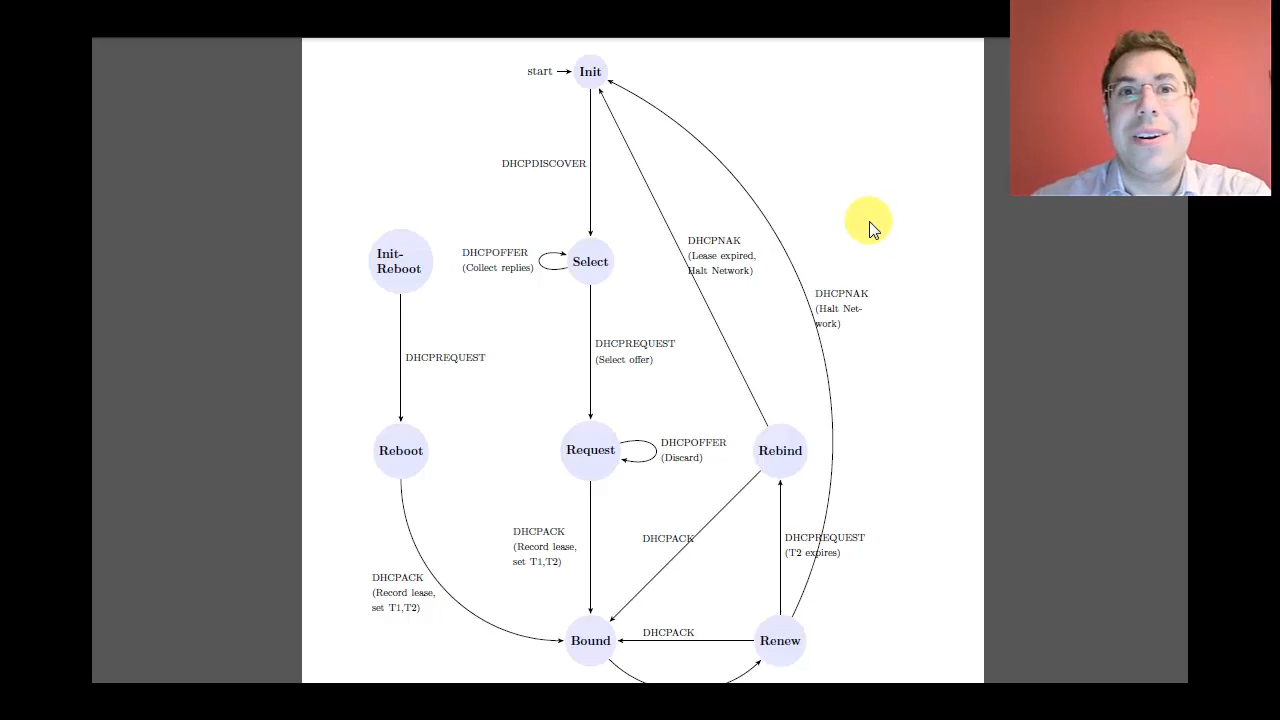 start
Init
DHCPDISCOVER
Init-
Reboot
DHCPOFFER
(Collect replies)
Select
DHCPNAK
(Lease expired,
Halt Network)
DHCPNAK
(Halt Net-
work)
DHCPREQUEST
DHCPREQUEST
(Select offer)
Reboot
Request
DHCPOFFER
(Discard)
Rebind
DHCPACK
(Record lease,
set T1,T2)
DHCPACK
(Record lease,
set T1,T2)
DHCPACK
DHCPREQUEST
(T2 expires)
Bound
DHCPACK
Renew